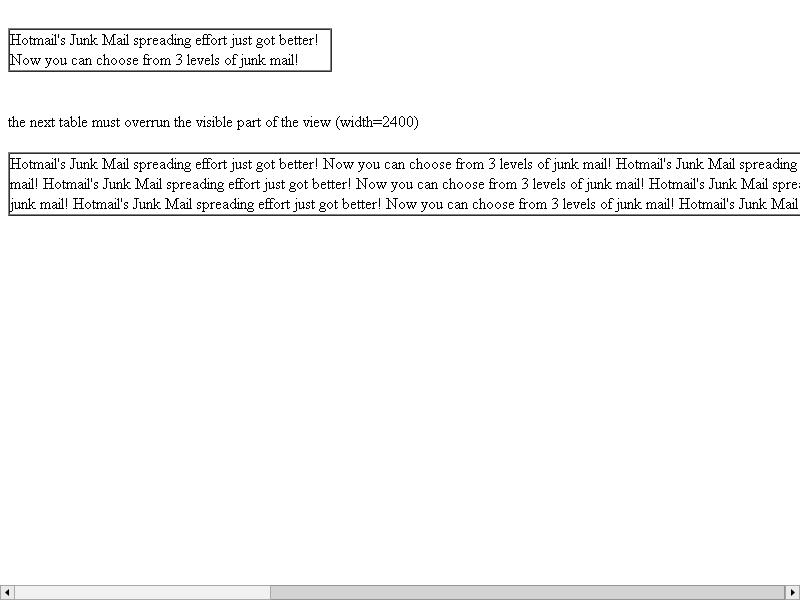 Hotmail's Junk Mail spreading effort just got better!
Now you can choose from 3 levels of junk mail!
the next table must overrun the visible part of the view (width=2400)
Hotmail's Junk Mail spreading effort just got better! Now you can choose from 3 levels of junk mail! Hotmail's Junk Mail spreading
mail! Hotmail's Junk Mail spreading effort just got better! Now you can choose from 3 levels of junk mail! Hotmail's Junk Mail sprea
junk mail! Hotmail's Junk Mail spreading effort just got better! Now you can choose from 3 levels of junk mail! Hotmail's Junk Mail